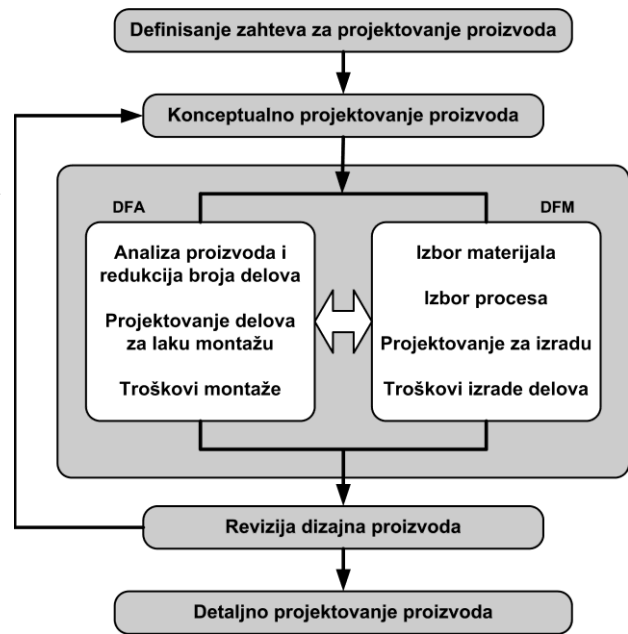 Definisanje zahteva za projektovanje proizvoda
Konceptualno projektovanje proizvoda
DFA
DFM
Analiza proizvoda i
redukcija broja delova
Projektovanje delova
za laku montažu
Troškovi montaže
Izbor materijala
Izbor procesa
Projektovanje za izradu
Troškovi izrade delova
Revizija dizajna proizvoda
Detaljno projektovanje proizvoda